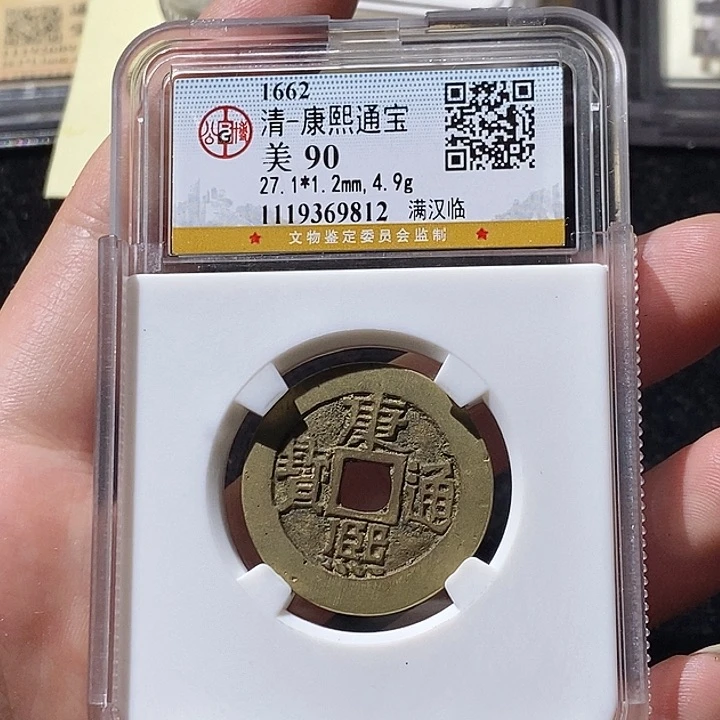 1662
清-康熙通宝
美 90
27.1*1.2mm,4.9g
1119369812 满汉临
★ 文物鉴定委员会监制 ★
康熙通寶